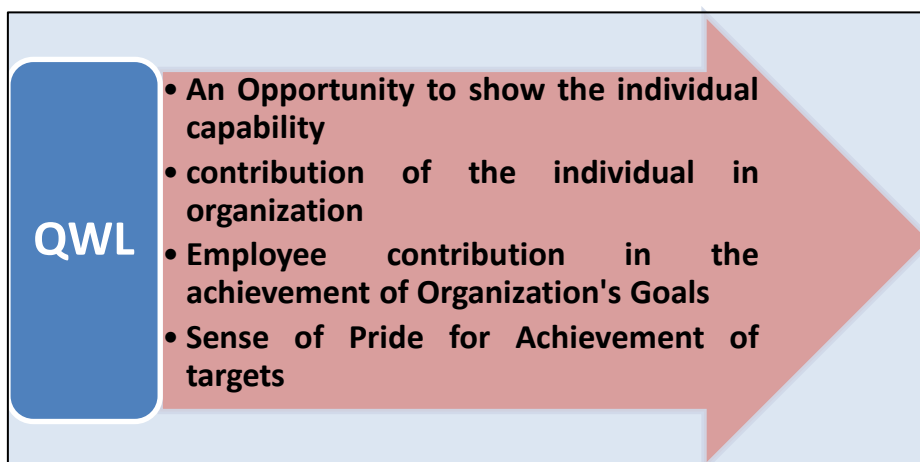 QWL
• An Opportunity to show the individual
capability
• contribution of the individual in
organization
• Employee contribution in the
achievement of Organization's Goals
• Sense of Pride for Achievement of
targets